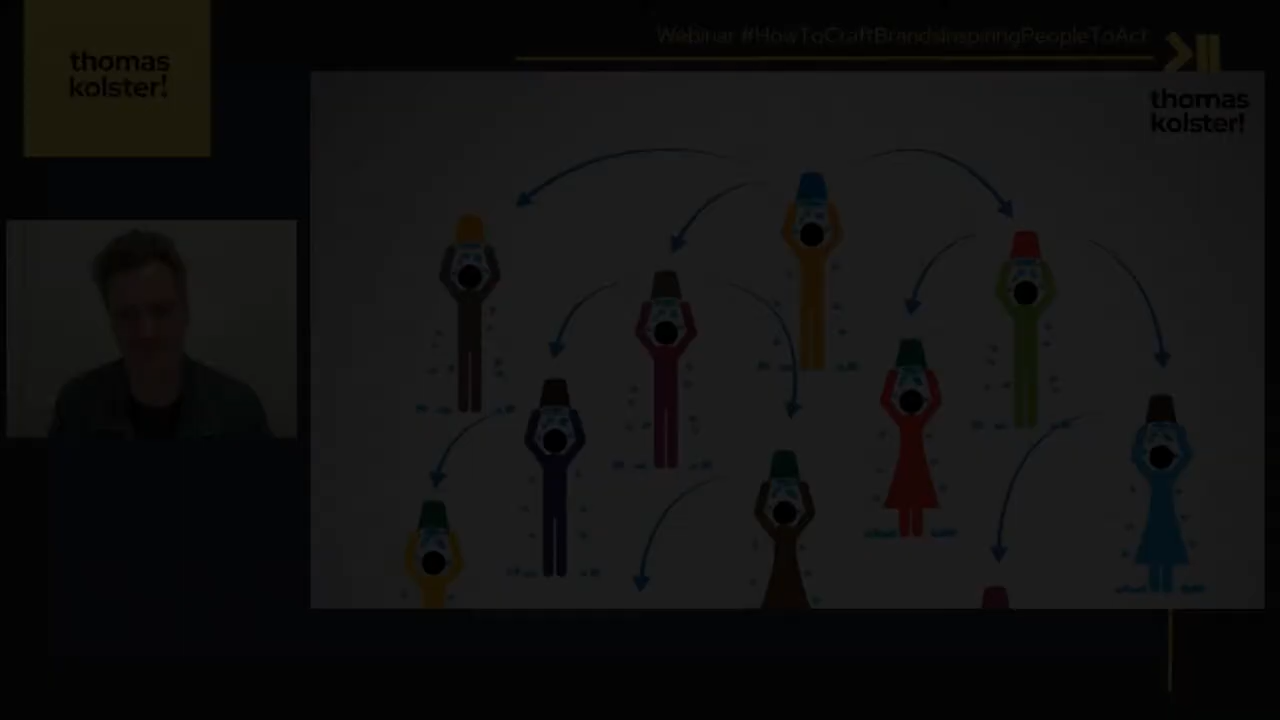 thomas
kolster!
Webinar #HowToCraftBrandsInspiringPeopleToAct
thomas
kolster!